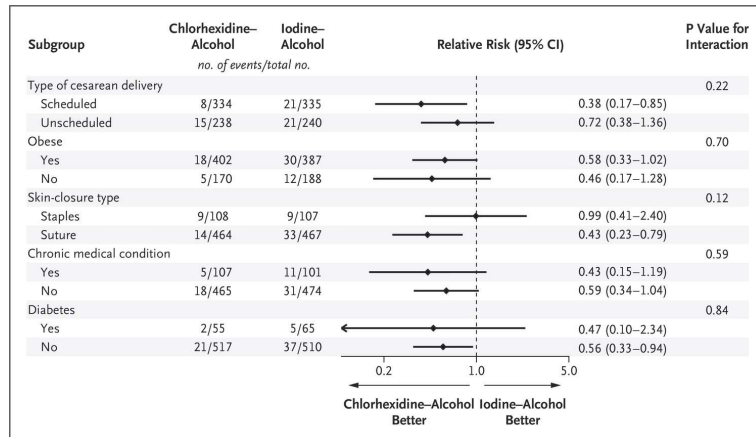 Subgroup Chlorhexidine–Alcohol Iodine–Alcohol Relative Risk (95% CI) P Value for Interaction
no. of events/total no.
Type of cesarean delivery 0.22
Scheduled 8/334 21/335 0.38 (0.17–0.85)
Unscheduled 15/238 21/240 0.72 (0.38–1.36)
Obese 0.70
Yes 18/402 30/387 0.58 (0.33–1.02)
No 5/170 12/188 0.46 (0.17–1.28)
Skin-closure type 0.12
Staples 9/108 9/107 0.99 (0.41–2.40)
Suture 14/464 33/467 0.43 (0.23–0.79)
Chronic medical condition 0.59
Yes 5/107 11/101 0.43 (0.15–1.19)
No 18/465 31/474 0.59 (0.34–1.04)
Diabetes 0.84
Yes 2/55 5/65 0.47 (0.10–2.34)
No 21/517 37/510 0.56 (0.33–0.94)
0.2 1.0 5.0
Chlorhexidine–Alcohol Better Iodine–Alcohol Better